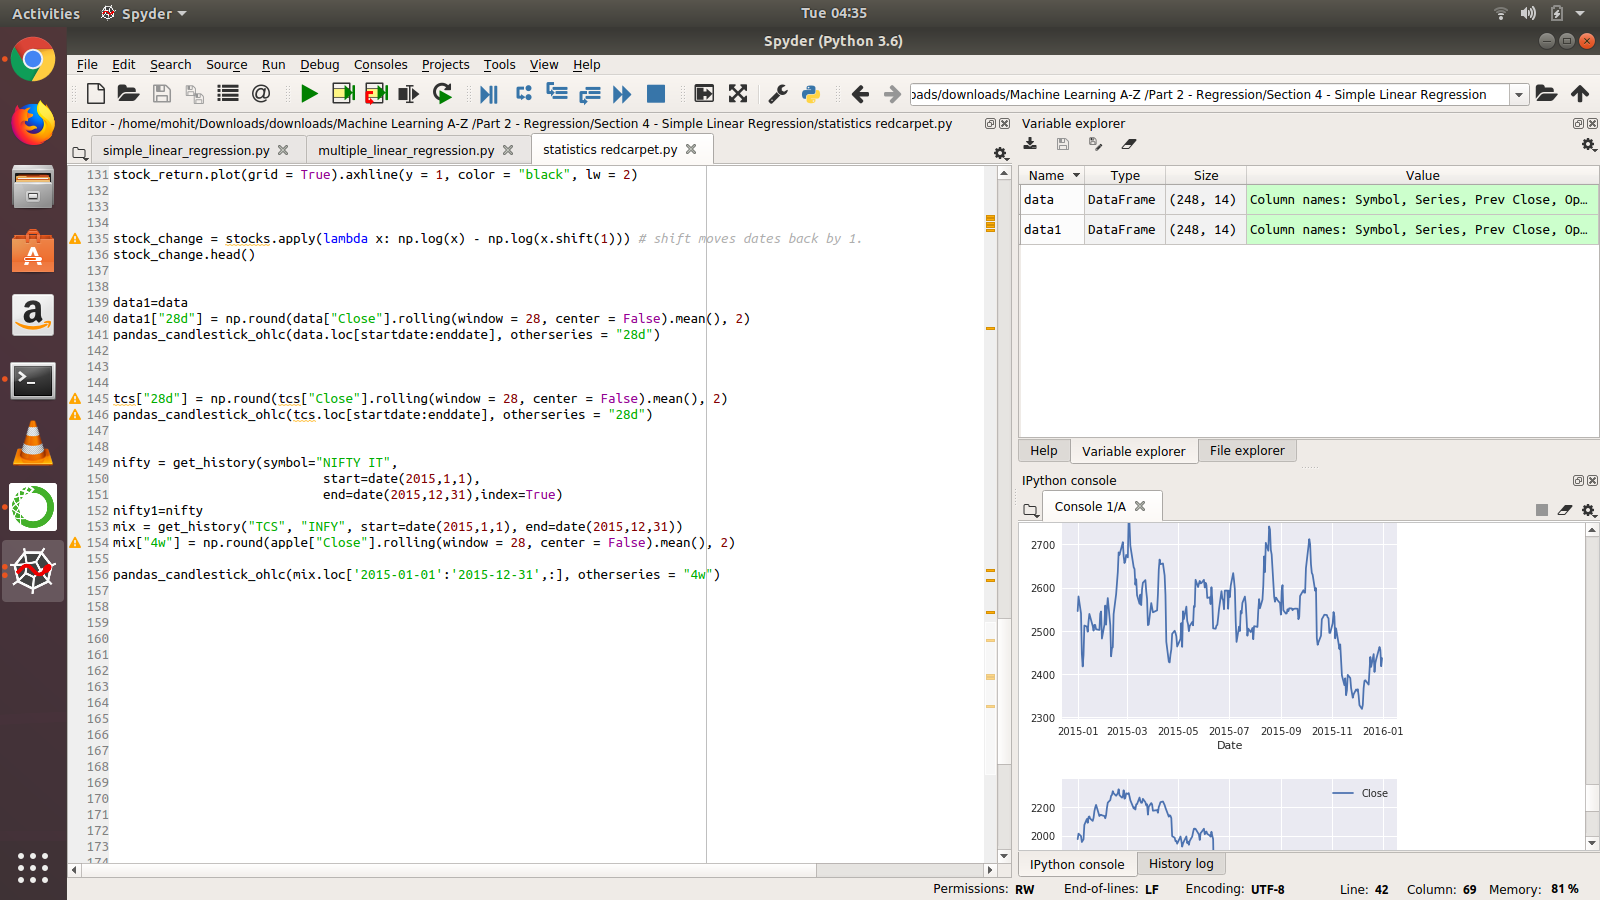 Activities
Spyder
Tue 04:35
Spyder (Python 3.6)
File Edit Search Source Run Debug Consoles Projects Tools View Help
@
oads/downloads/Machine Learning A-Z /Part 2 - Regression/Section 4 - Simple Linear Regression
Editor - /home/mohit/Downloads/downloads/Machine Learning A-Z /Part 2 - Regression/Section 4 - Simple Linear Regression/statistics redcarpet.py
simple_linear_regression.py
multiple_linear_regression.py
statistics redcarpet.py
131 stock_return.plot(grid = True).axhline(y = 1, color = "black", lw = 2)
132
133
134
135 stock_change = stocks.apply(lambda x: np.log(x) - np.log(x.shift(1))) # shift moves dates back by 1.
136 stock_change.head()
137
138
139 data1=data
140 data1["28d"] = np.round(data["Close"].rolling(window = 28, center = False).mean(), 2)
141 pandas_candlestick_ohlc(data.loc[startdate:enddate], otherseries = "28d")
142
143
144
145 tcs["28d"] = np.round(tcs["Close"].rolling(window = 28, center = False).mean(), 2)
146 pandas_candlestick_ohlc(tcs.loc[startdate:enddate], otherseries = "28d")
147
148
149 nifty = get_history(symbol="NIFTY IT",
150 start=date(2015,1,1),
151 end=date(2015,12,31),index=True)
152 nifty1=nifty
153 mix = get_history("TCS", "INFY", start=date(2015,1,1), end=date(2015,12,31))
154 mix["4w"] = np.round(apple["Close"].rolling(window = 28, center = False).mean(), 2)
155
156 pandas_candlestick_ohlc(mix.loc['2015-01-01':'2015-12-31',:], otherseries = "4w")
157
158
159
160
161
162
163
164
165
166
167
168
169
170
171
172
173
174
Variable explorer
Name Type Size Value
data DataFrame (248, 14) Column names: Symbol, Series, Prev Close, Op…
data1 DataFrame (248, 14) Column names: Symbol, Series, Prev Close, Op…
Help
Variable explorer
File explorer
IPython console
Console 1/A
2700
2600
2500
2400
2300
2015-01 2015-03 2015-05 2015-07 2015-09 2015-11 2016-01
Date
Close
2200
2000
IPython console
History log
Permissions: RW End-of-lines: LF Encoding: UTF-8 Line: 42 Column: 69 Memory: 81 %